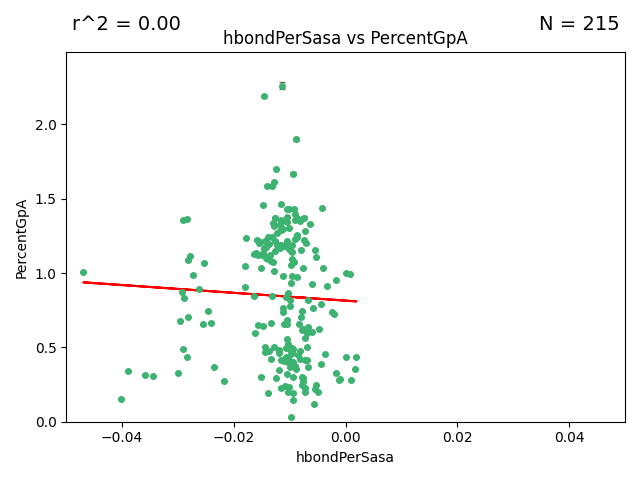 r^2 = 0.00
N = 215
hbondPerSasa vs PercentGpA
PercentGpA
2.0
1.5
1.0
0.5
0.0
−0.04
−0.02
0.00
0.02
0.04
hbondPerSasa